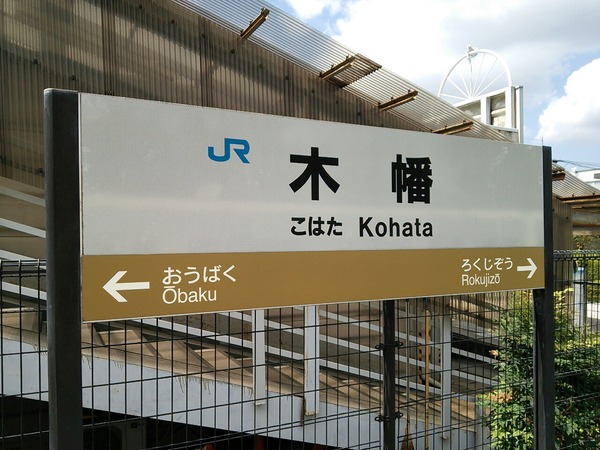 JR 木幡
こはた Kohata
← おうばく
Ōbaku
ろくじぞう →
Rokujizō